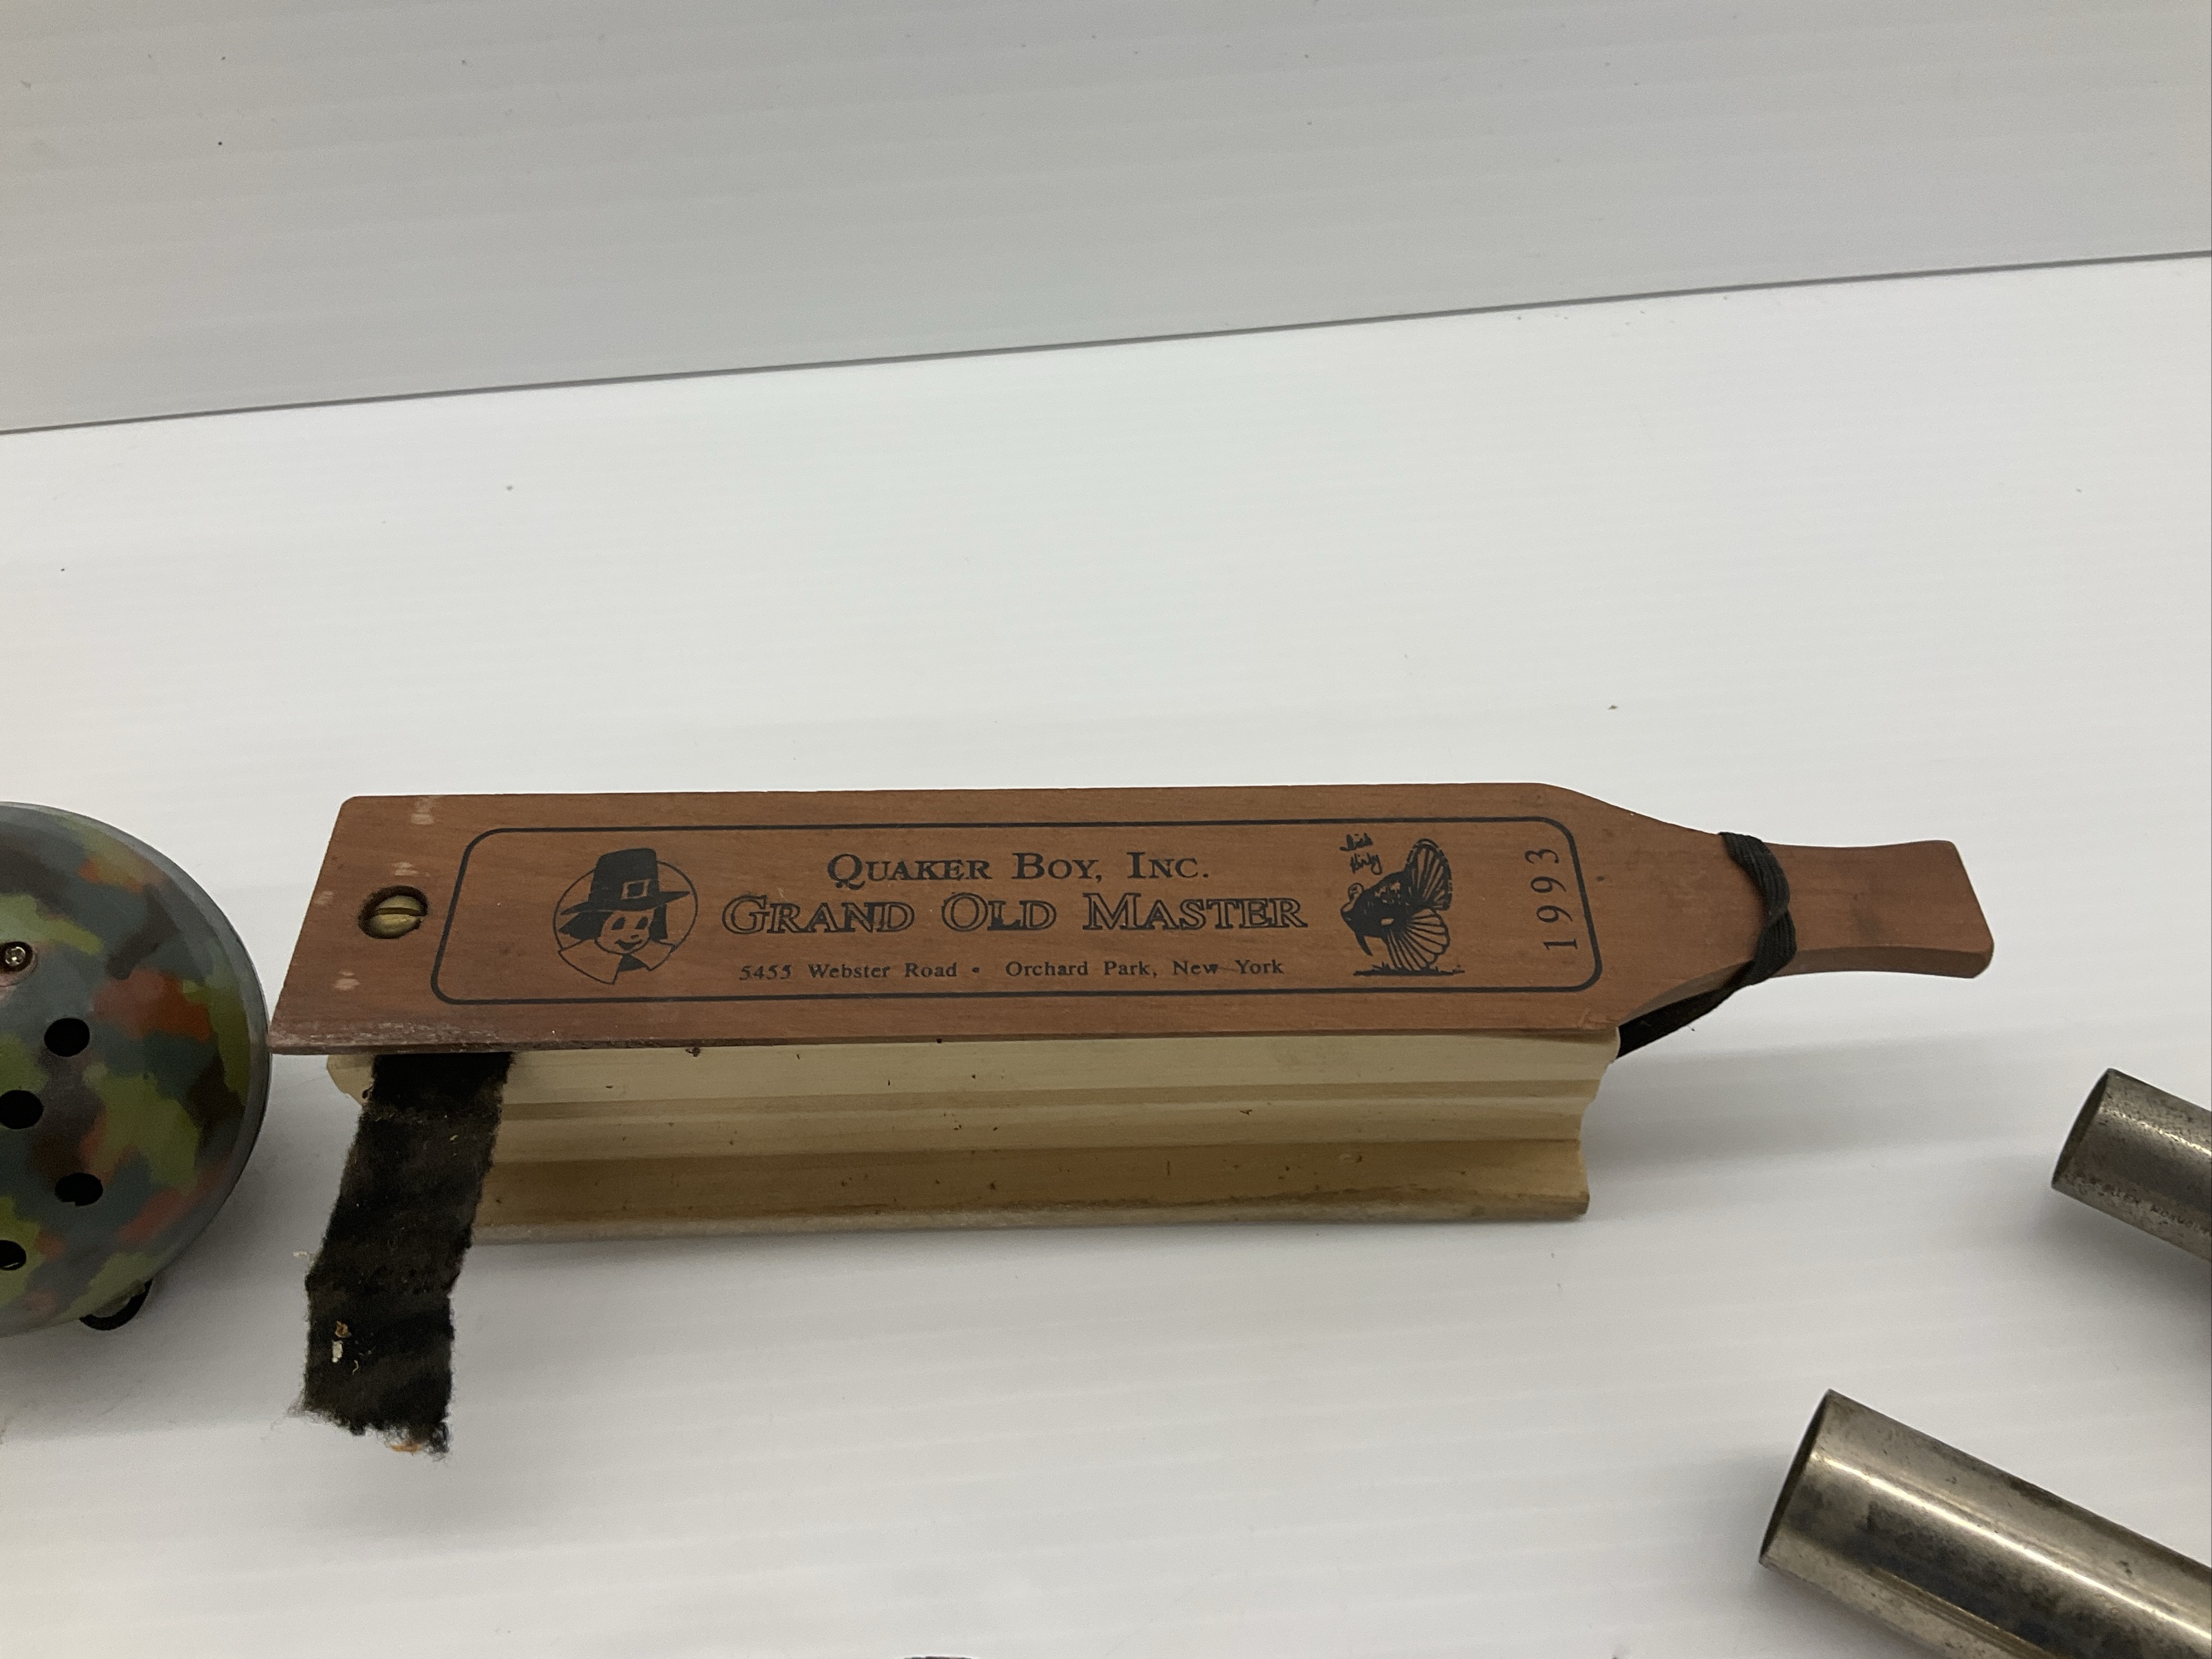 QUAKER BOY, INC.
GRAND OLD MASTER
5455 Webster Road • Orchard Park, New York
1993